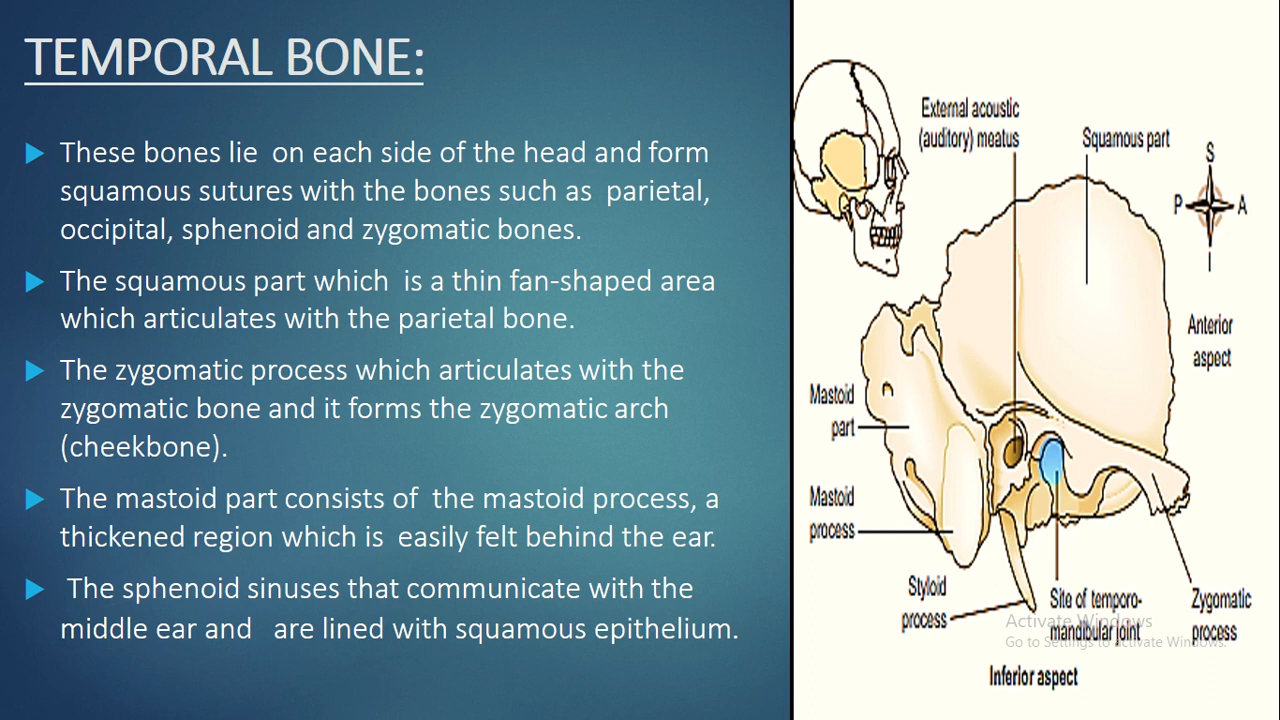 TEMPORAL BONE:
These bones lie on each side of the head and form
squamous sutures with the bones such as parietal,
occipital, sphenoid and zygomatic bones.
The squamous part which is a thin fan-shaped area
which articulates with the parietal bone.
The zygomatic process which articulates with the
zygomatic bone and it forms the zygomatic arch
(cheekbone).
The mastoid part consists of the mastoid process, a
thickened region which is easily felt behind the ear.
The sphenoid sinuses that communicate with the
middle ear and are lined with squamous epithelium.
External acoustic
(auditory) meatus
Squamous part
S
P
A
I
Anterior
aspect
Mastoid
part
Mastoid
process
Styloid
process
Site of temporo-
mandibular joint
Zygomatic
process
Activate Windows
Go to Settings to activate Windows.
Inferior aspect